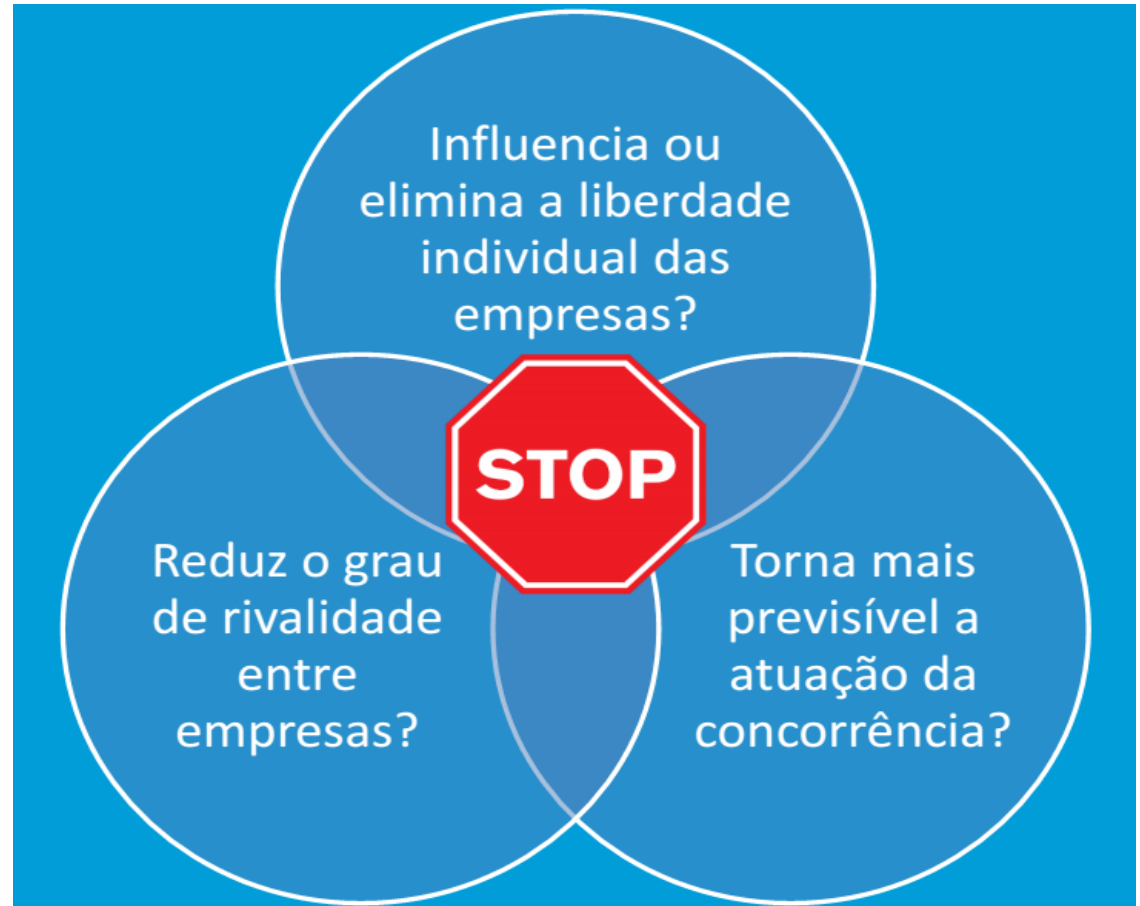 Influencia ou
elimina a liberdade
individual das
empresas?
STOP
Reduz o grau
de rivalidade
entre
empresas?
Torna mais
previsível a
atuação da
concorrência?